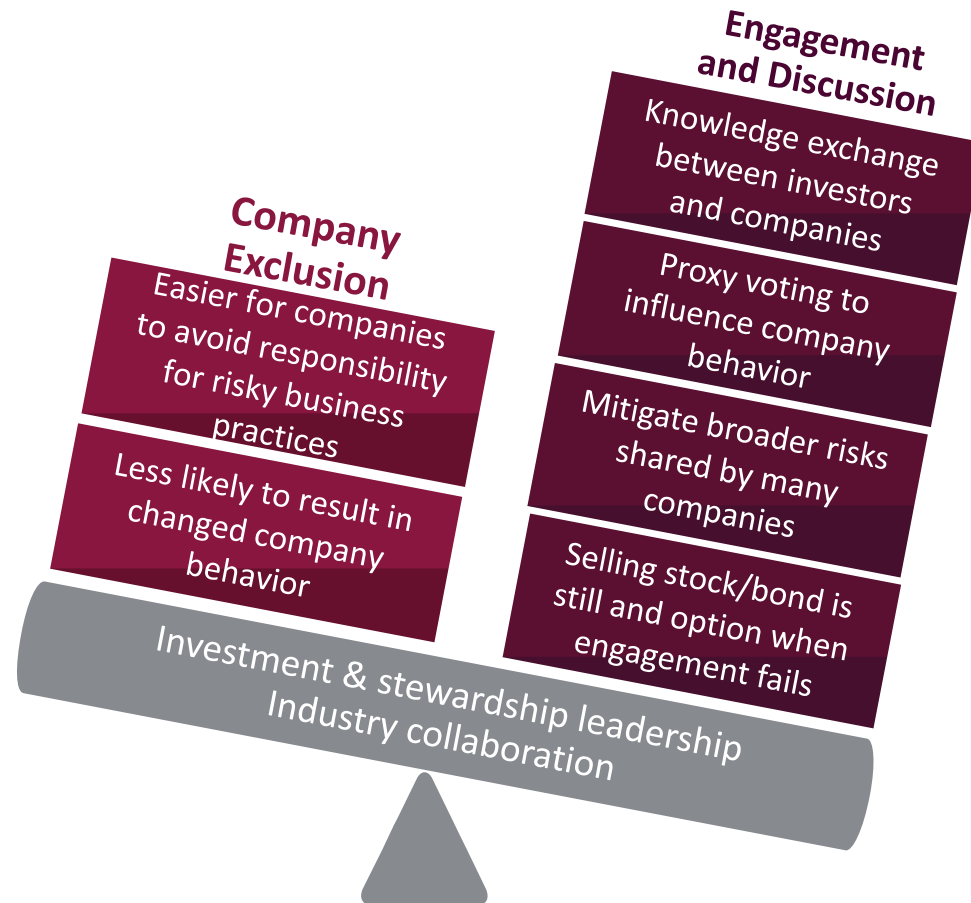 Company
Exclusion
Easier for companies
to avoid responsibility
for risky business
practices
Less likely to result in
changed company
behavior
Engagement
and Discussion
Knowledge exchange
between investors
and companies
Proxy voting to
influence company
behavior
Mitigate broader risks
shared by many
companies
Selling stock/bond is
still and option when
engagement fails
Investment & stewardship leadership
Industry collaboration